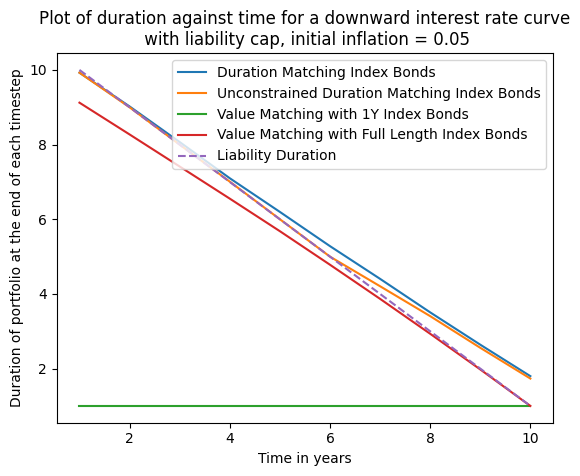 Plot of duration against time for a downward interest rate curve
with liability cap, initial inflation = 0.05
Duration of portfolio at the end of each timestep
10
8
6
4
2
Duration Matching Index Bonds
Unconstrained Duration Matching Index Bonds
Value Matching with 1Y Index Bonds
Value Matching with Full Length Index Bonds
Liability Duration
2
4
6
8
10
Time in years